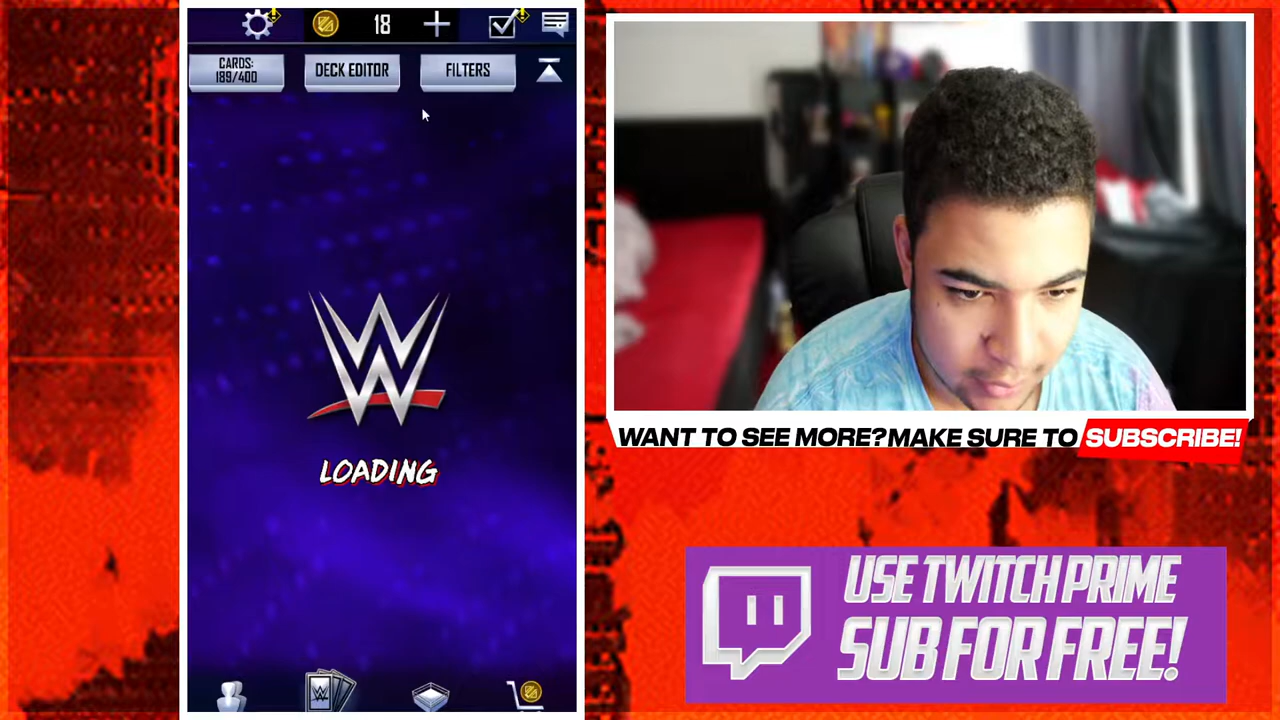 18
CARDS:
189/400
DECK EDITOR
FILTERS
W
LOADING
WANT TO SEE MORE? MAKE SURE TO SUBSCRIBE!
USE TWITCH PRIME
SUB FOR FREE!